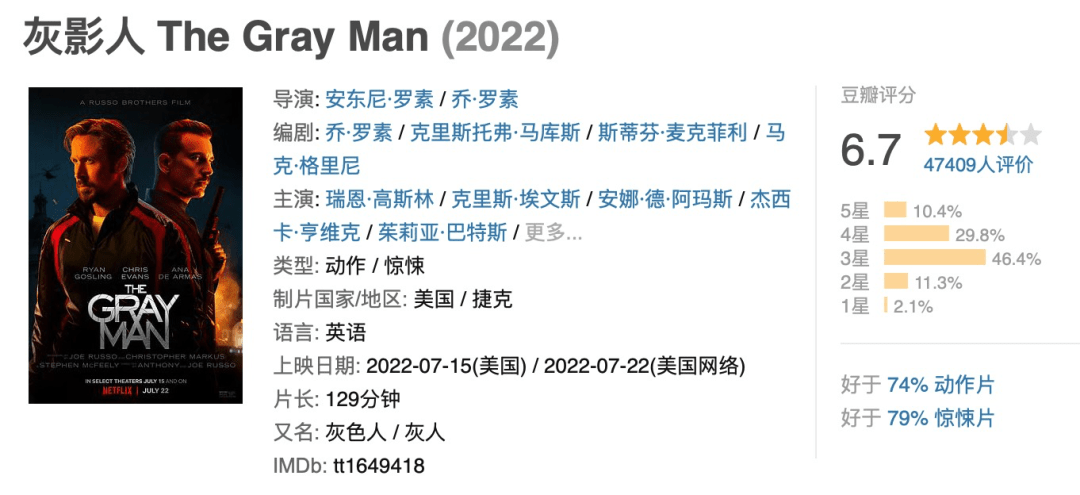 灰影人 The Gray Man (2022)
A RUSSO BROTHERS FILM
RYAN GOSLING
CHRIS EVANS
ANA DE ARMAS
THE
GRAY
MAN
JOE RUSSO CHRISTOPHER MARKUS
STEPHEN McFEELY ANTHONY JOE RUSSO
IN SELECT THEATERS JULY 15 AND ON
NETFLIX | JULY 22
导演: 安东尼·罗素 / 乔·罗素
编剧: 乔·罗素 / 克里斯托弗·马库斯 / 斯蒂芬·麦克菲利 / 马
克·格里尼
主演: 瑞恩·高斯林 / 克里斯·埃文斯 / 安娜·德·阿玛斯 / 杰西
卡·亨维克 / 茱莉亚·巴特斯 / 更多...
类型: 动作 / 惊悚
制片国家/地区: 美国 / 捷克
语言: 英语
上映日期: 2022-07-15(美国) / 2022-07-22(美国网络)
片长: 129分钟
又名: 灰色人 / 灰人
IMDb: tt1649418
豆瓣评分
6.7
47409人评价
5星 10.4%
4星 29.8%
3星 46.4%
2星 11.3%
1星 2.1%
好于 74% 动作片
好于 79% 惊悚片